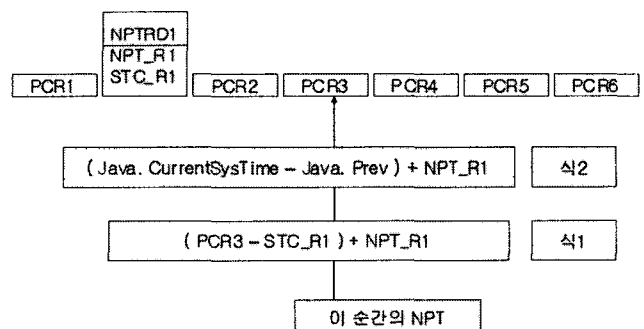 NPTRD1
NPT_R1
STC_R1
PCR1
PCR2
PCR3
PCR4
PCR5
PCR6
(Java. CurrentSysTime - Java. Prev) + NPT_R1
식2
(PCR3 - STC_R1) + NPT_R1
식1
이 순간의 NPT